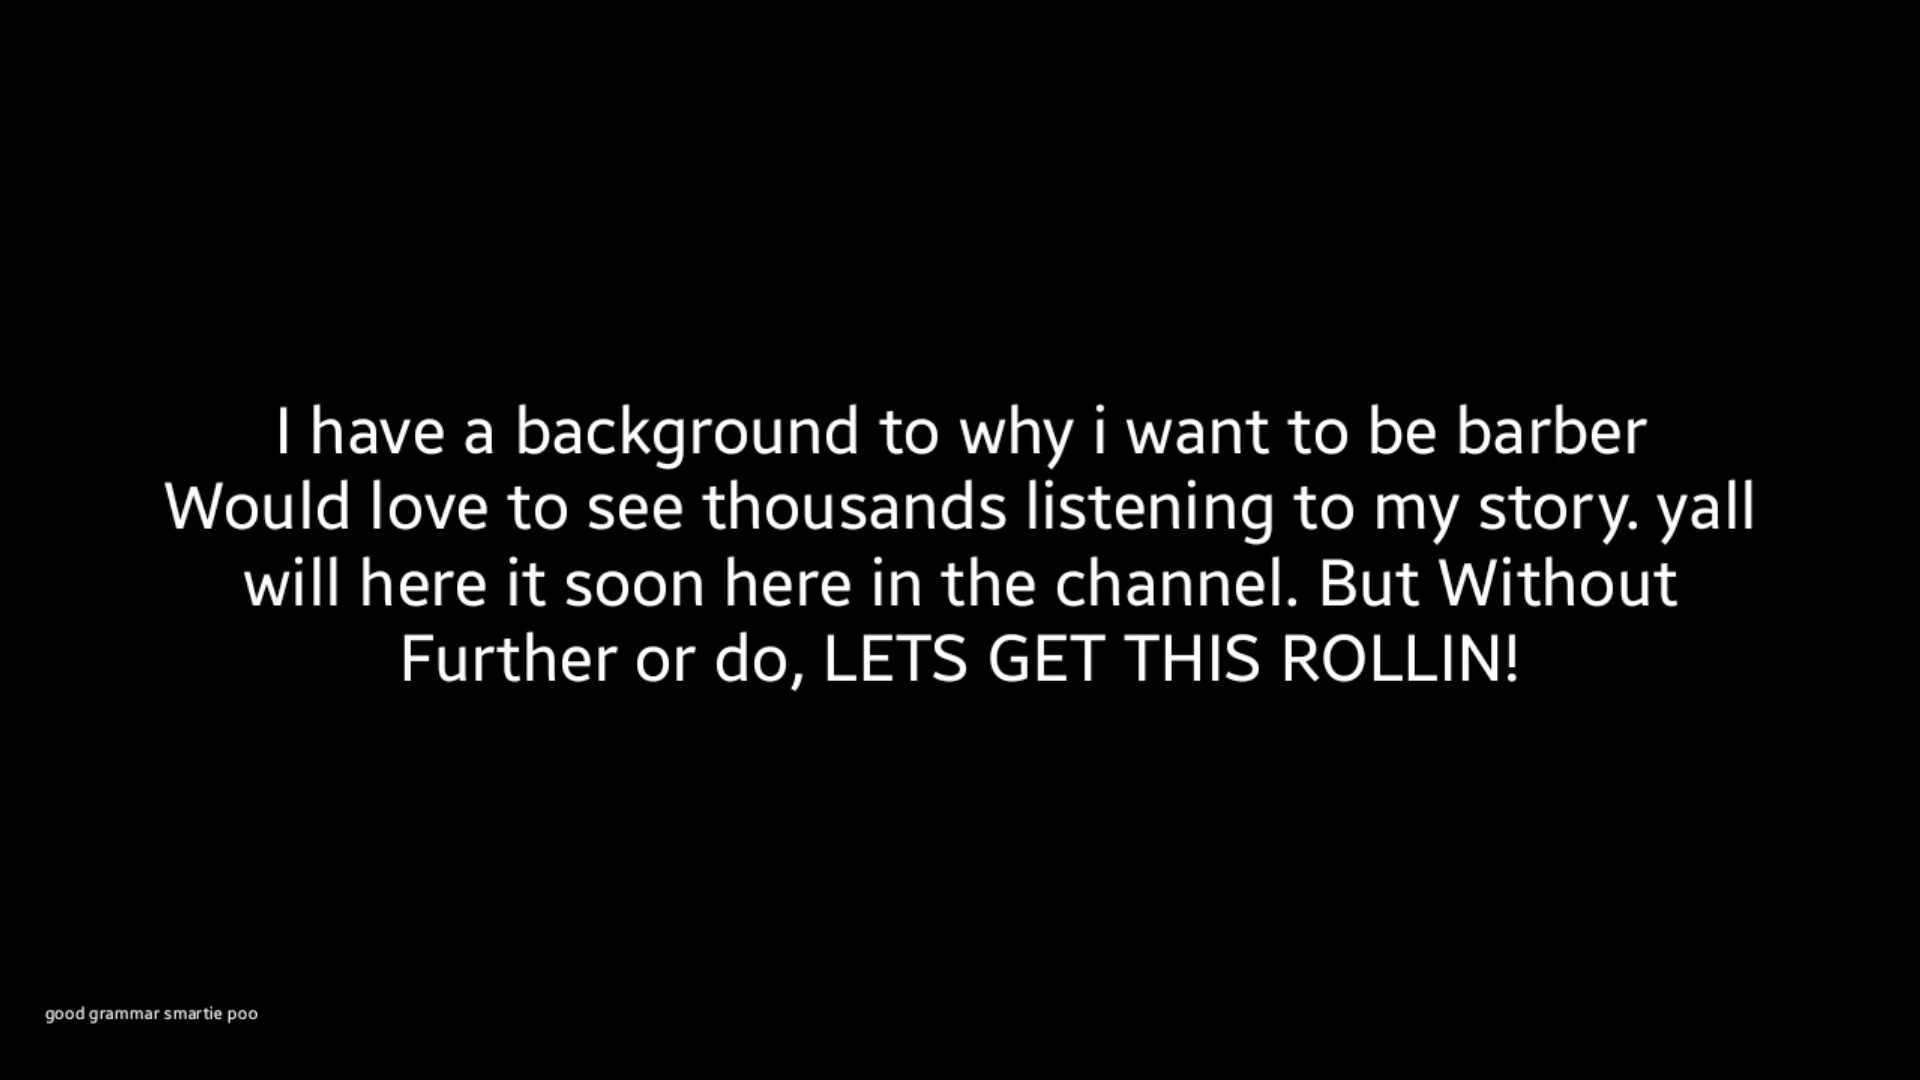 I have a background to why i want to be barber
Would love to see thousands listening to my story. yall
will here it soon here in the channel. But Without
Further or do, LETS GET THIS ROLLIN!
good grammar smartie poo